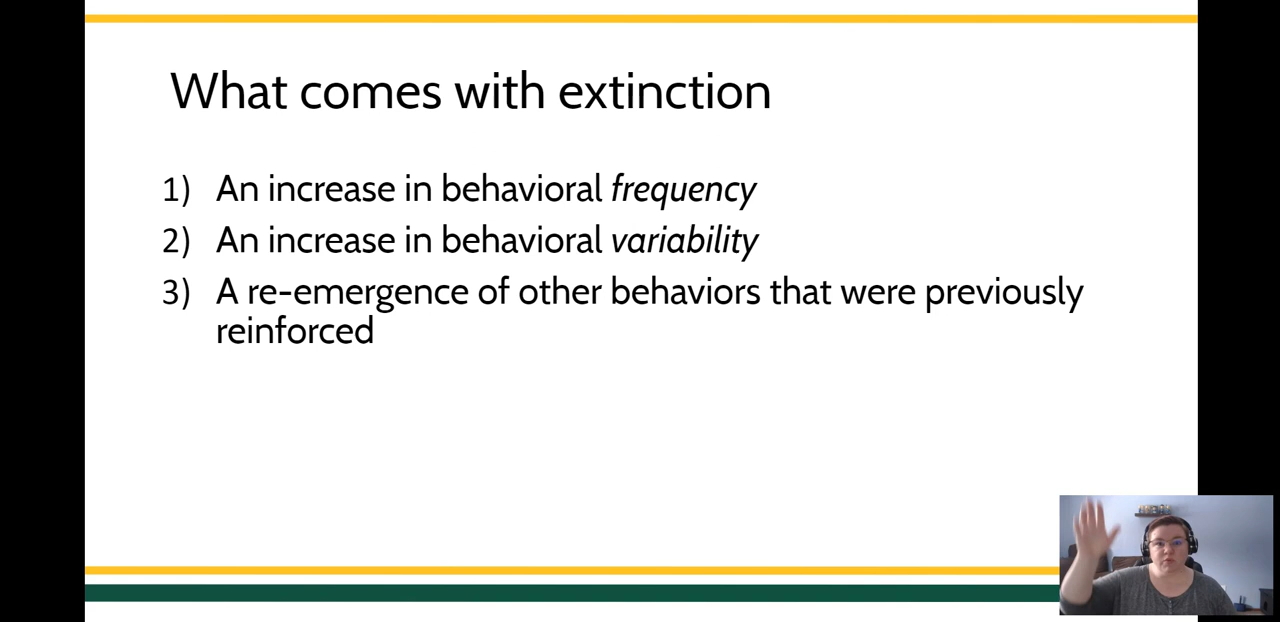 What comes with extinction
1) An increase in behavioral frequency
2) An increase in behavioral variability
3) A re-emergence of other behaviors that were previously
reinforced